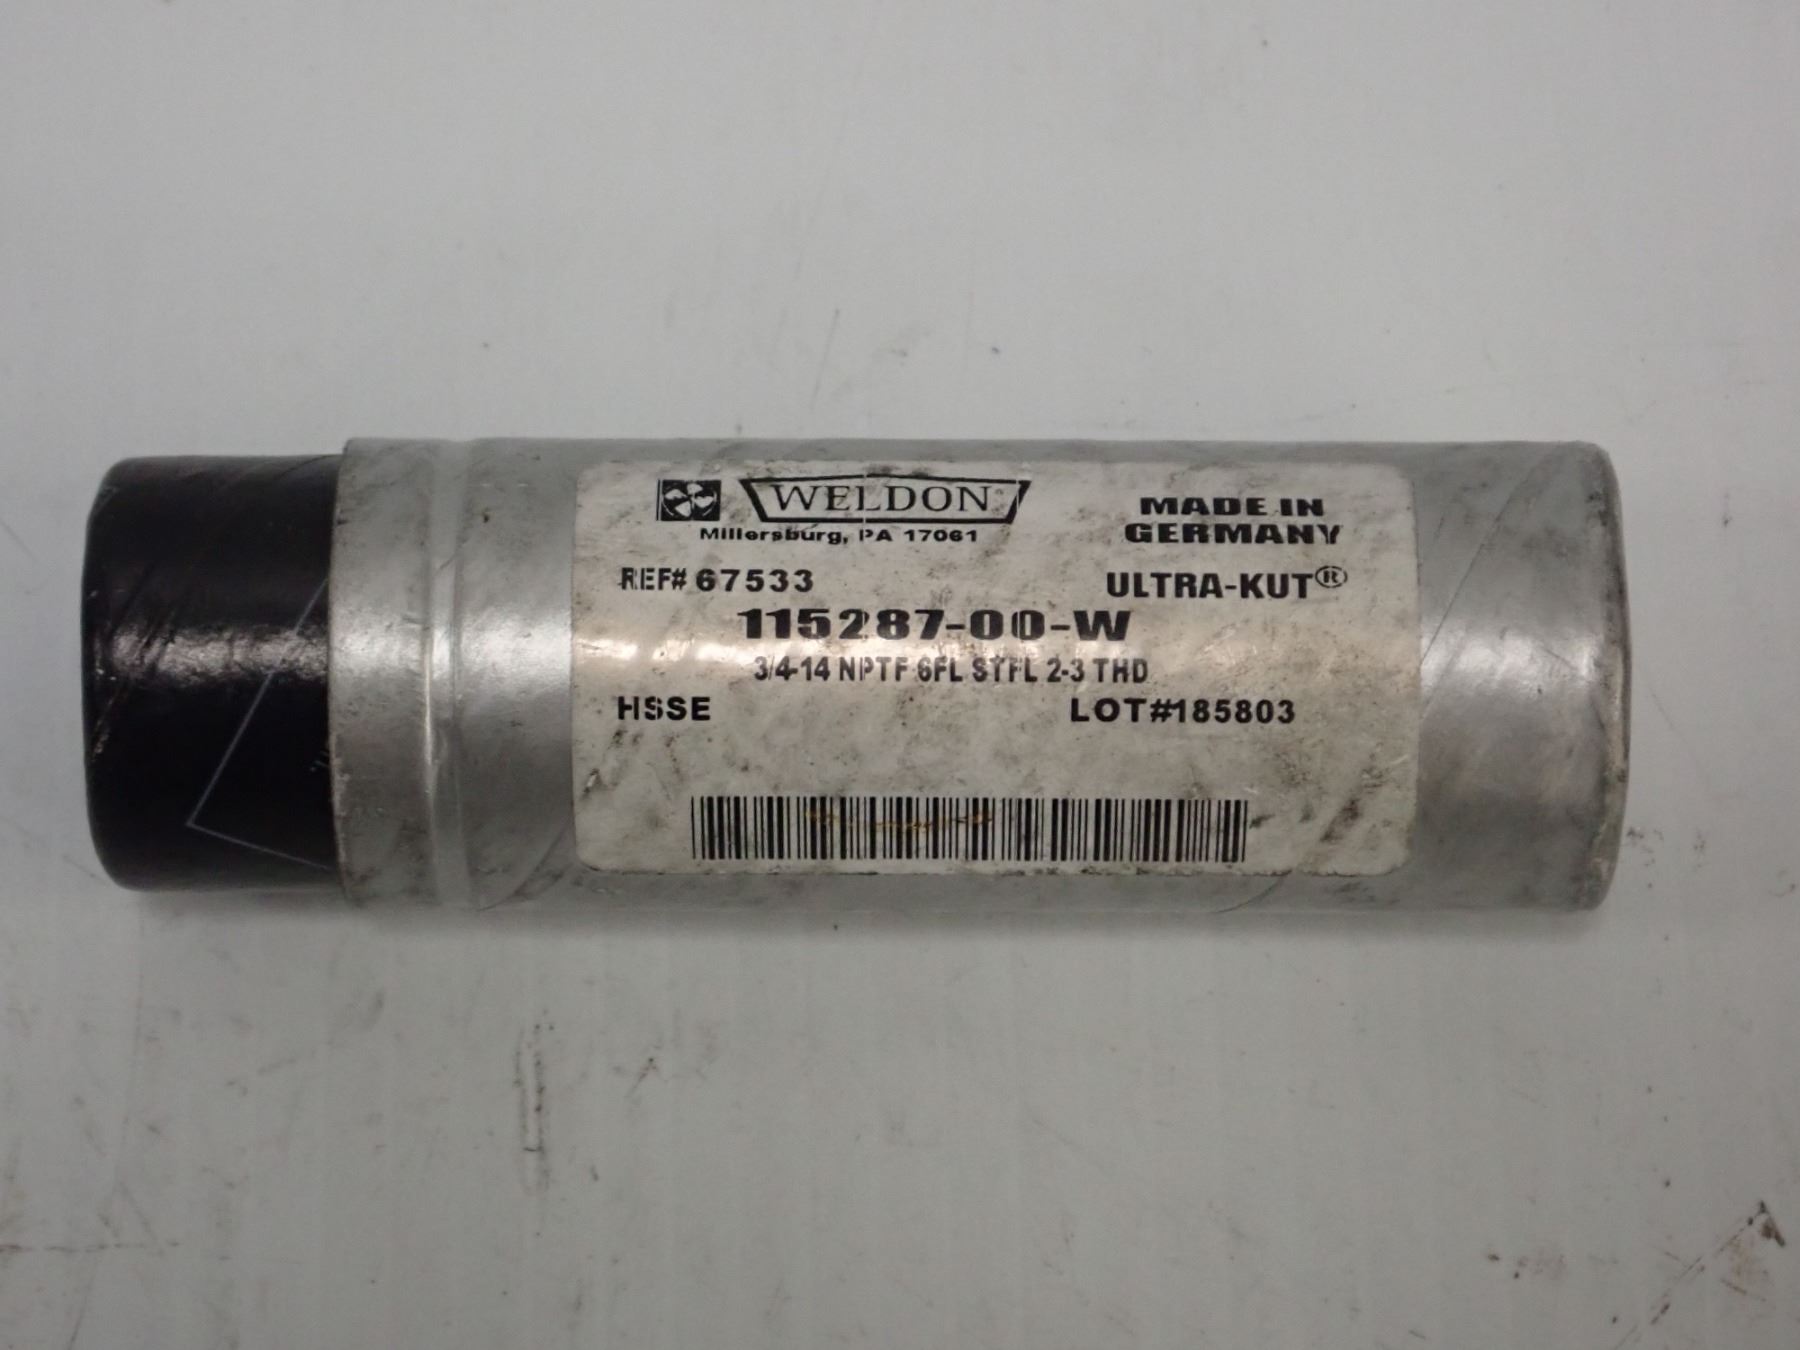 WELDON
Millersburg, PA 17061
MADE IN
GERMANY
REF# 67533
ULTRA-KUT®
115287-00-W
3/4-14 NPTF 6FL STFL 2-3 THD
HSSE
LOT#185803